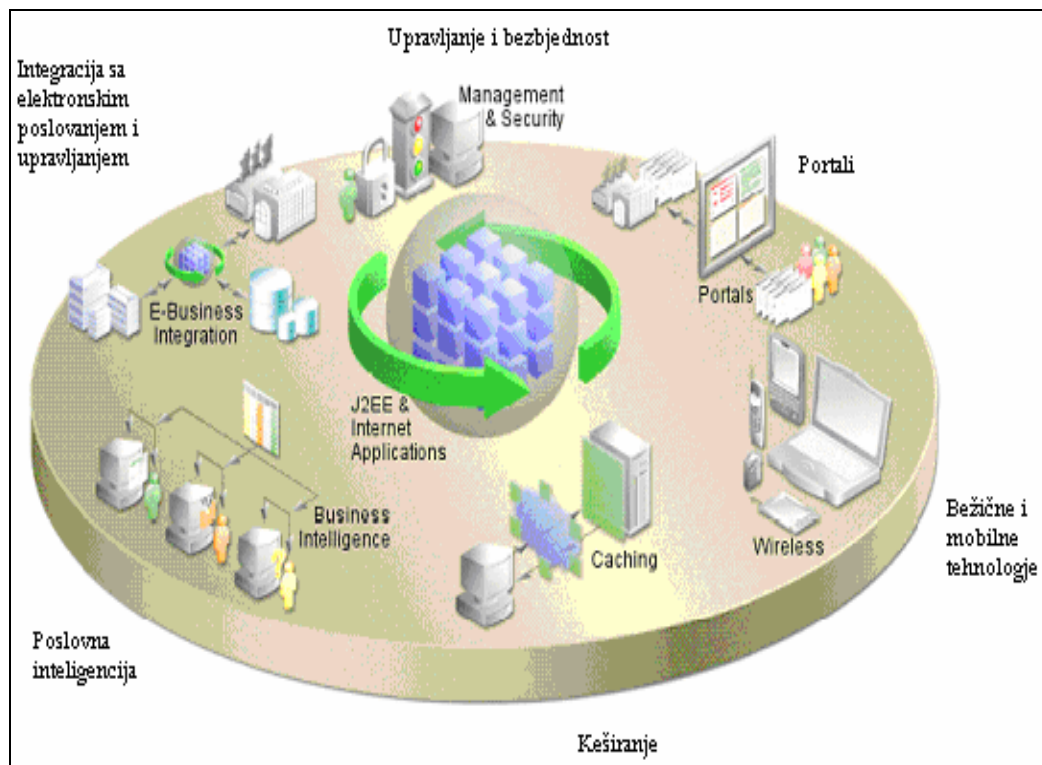 Upravljanje i bezbjednost
Integracija sa
elektronskim
poslovanjem i
upravljanjem
Management
& Security
Portali
Portals
E-Business
Integration
J2EE &
Internet
Applications
Business
Intelligence
Caching
Wireless
Bežične i
mobilne
tehnologje
Poslovna
inteligencija
Keširanje